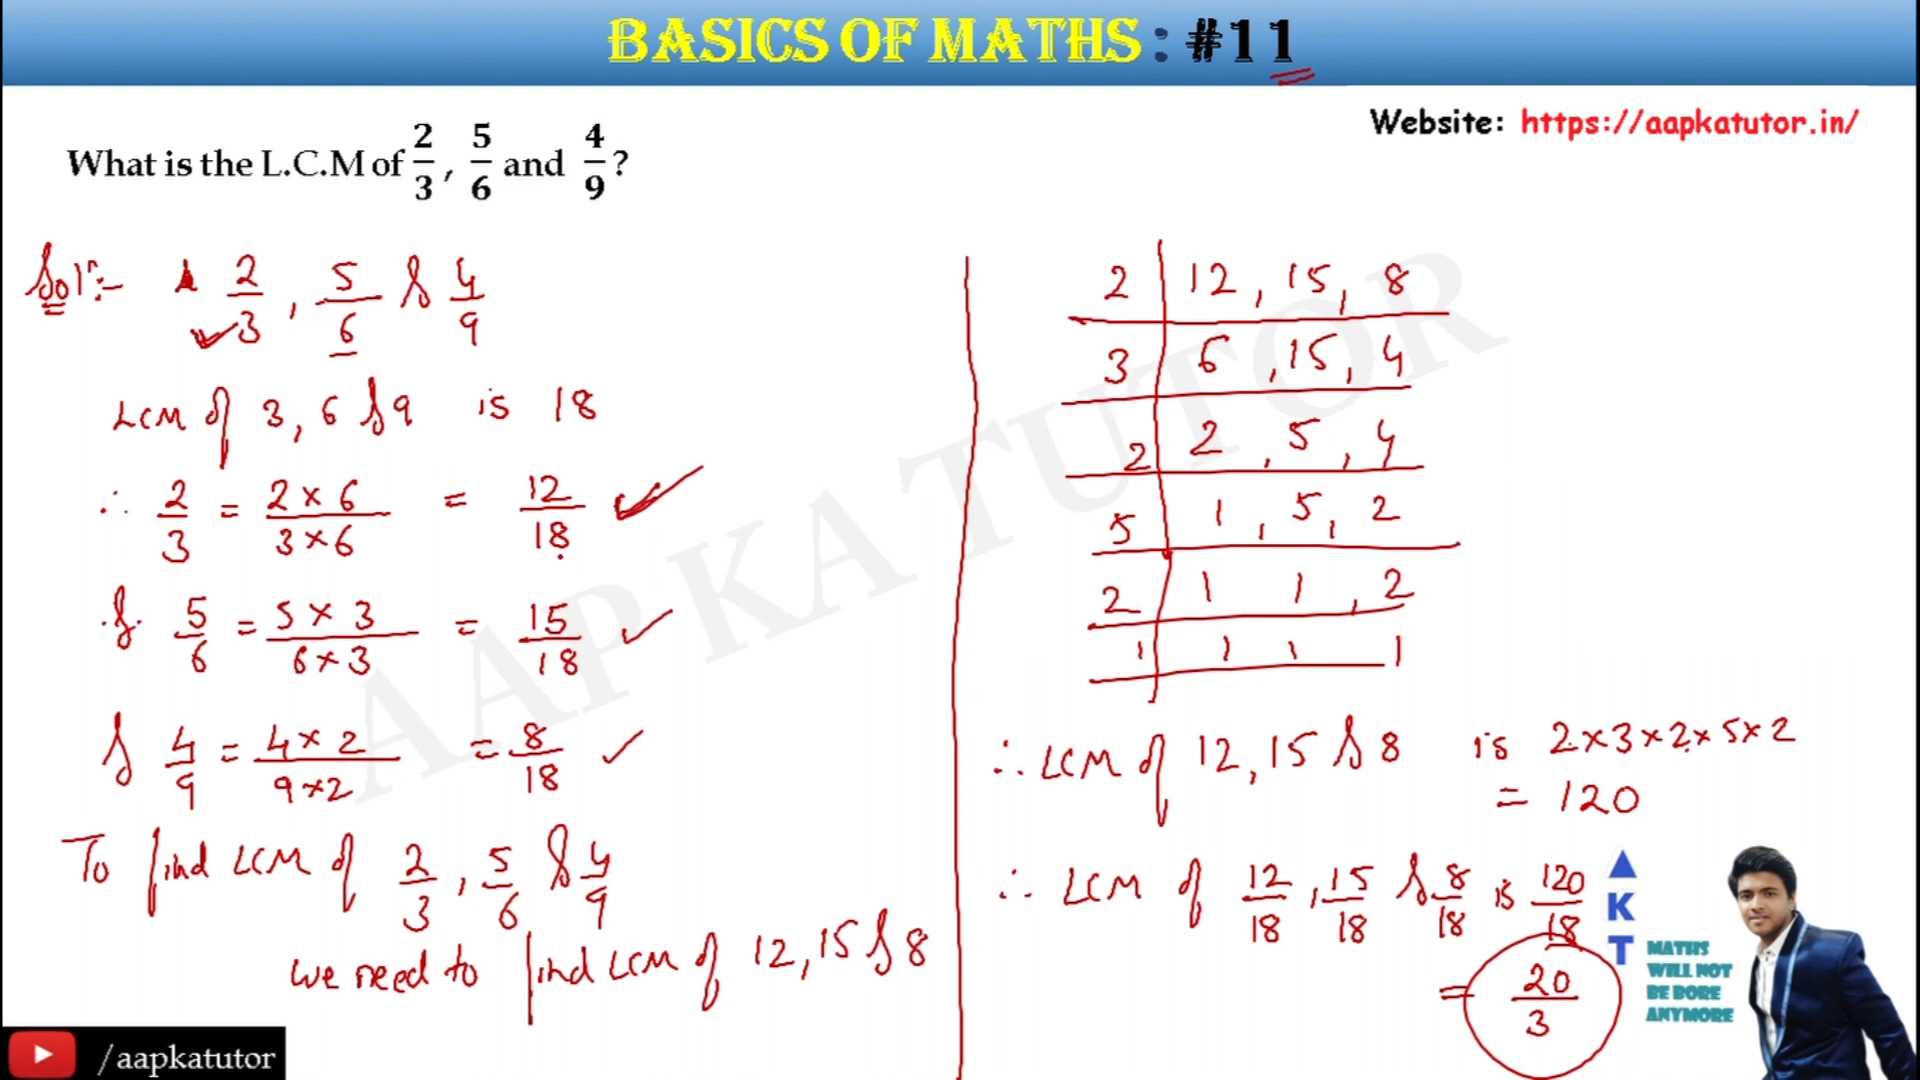 BASICS OF MATHS : #11
Website: https://aapkatutor.in/
What is the L.C.M of 2/3, 5/6 and 4/9?
Solⁿ:- 2/3, 5/6 & 4/9
LCM of 3, 6 & 9 is 18
∴ 2/3 = 2×6/3×6 = 12/18
& 5/6 = 5×3/6×3 = 15/18
& 4/9 = 4×2/9×2 = 8/18
To find LCM of 2/3, 5/6 & 4/9
we need to find LCM of 12, 15 & 8
2 | 12, 15, 8
3 | 6, 15, 4
2 | 2, 5, 4
5 | 1, 5, 2
2 | 1 1, 2
1 | 1 1 1
∴ LCM of 12, 15 & 8 is 2×3×2×5×2
= 120
∴ LCM of 12/18, 15/18 & 8/18 is 120/18
= 20/3
AAPKA TUTOR
AKT
MATHS
WILL NOT
BE BORE
ANYMORE
/aapkatutor